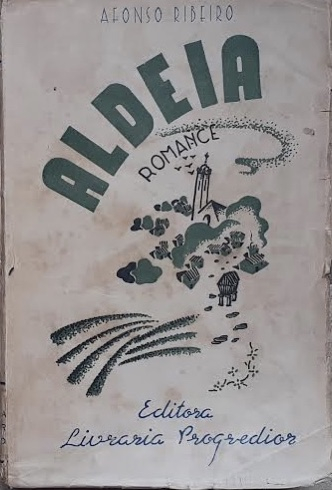 AFONSO RIBEIRO
ALDEIA
ROMANCE
Editora
Livraria Progredior